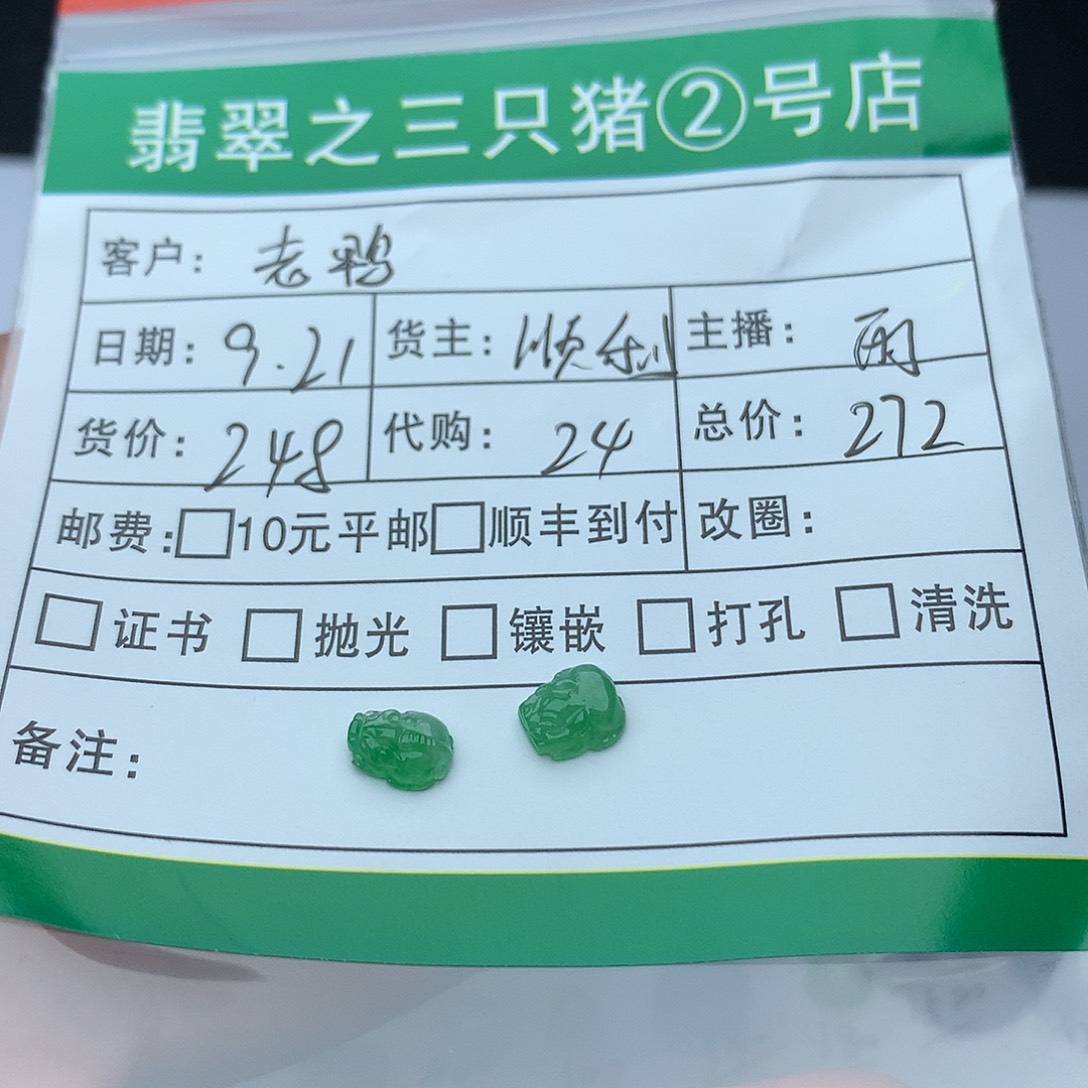 翡翠之三只猪②号店
客户： 老鸭
日期： 9.21 货主： 顺利 主播： 雨
货价： 248 代购： 24 总价： 272
邮费：□10元平邮□顺丰到付 改圈：
□ 证书 □ 抛光 □ 镶嵌 □ 打孔 □ 清洗
备注：